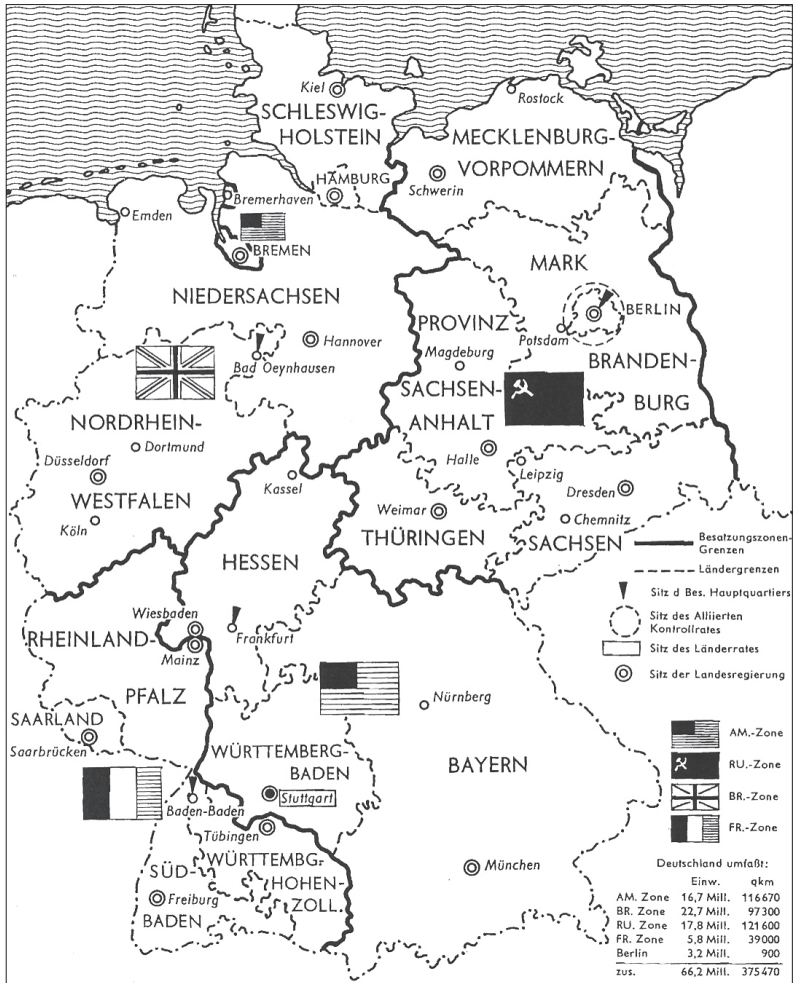 Kiel
SCHLESWIG-
HOLSTEIN
Rostock
MECKLENBURG-
VORPOMMERN
Schwerin
HAMBURG
Bremerhaven
Emden
BREMEN
NIEDERSACHSEN
MARK
BERLIN
Potsdam
BRANDEN-
BURG
PROVINZ
Magdeburg
SACHSEN-
ANHALT
Halle
Hannover
Bad Oeynhausen
NORDRHEIN-
Dortmund
Düsseldorf
WESTFALEN
Köln
Kassel
HESSEN
Leipzig
Dresden
Chemnitz
SACHSEN
Weimar
THÜRINGEN
Besatzungszonen-
Grenzen
Ländergrenzen
Sitz d Bes. Hauptquartiers
Sitz des Alliierten
Kontrollrates
Sitz des Länderrates
Sitz der Landesregierung
Wiesbaden
RHEINLAND-
Mainz
Frankfurt
PFALZ
SAARLAND
Saarbrücken
Nürnberg
BAYERN
WÜRTTEMBERG-
BADEN
Stuttgart
Baden-Baden
Tübingen
WÜRTTEMBG-
HOHEN-
ZOLL.
SÜD-
Freiburg
BADEN
München
AM.-Zone
RU.-Zone
BR.-Zone
FR.-Zone
Deutschland umfaßt:
Einw. qkm
AM. Zone 16,7 Mill. 116670
BR. Zone 22,7 Mill. 97300
RU. Zone 17,8 Mill. 121600
FR. Zone 5,8 Mill. 39000
Berlin 3,2 Mill. 900
zus. 66,2 Mill. 375470